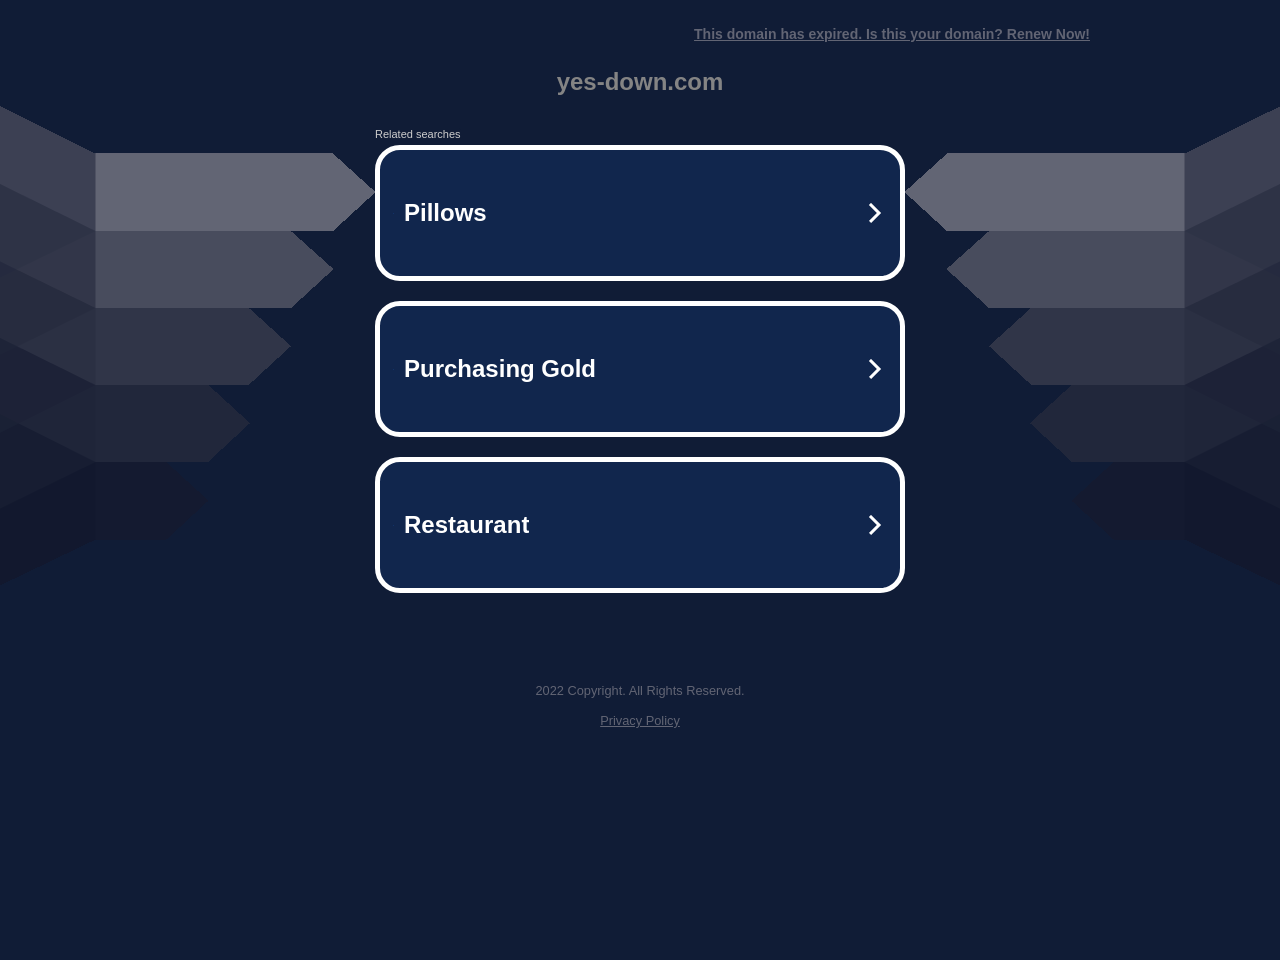 This domain has expired. Is this your domain? Renew Now!
yes-down.com
Related searches
Pillows
Purchasing Gold
Restaurant
2022 Copyright. All Rights Reserved.
Privacy Policy